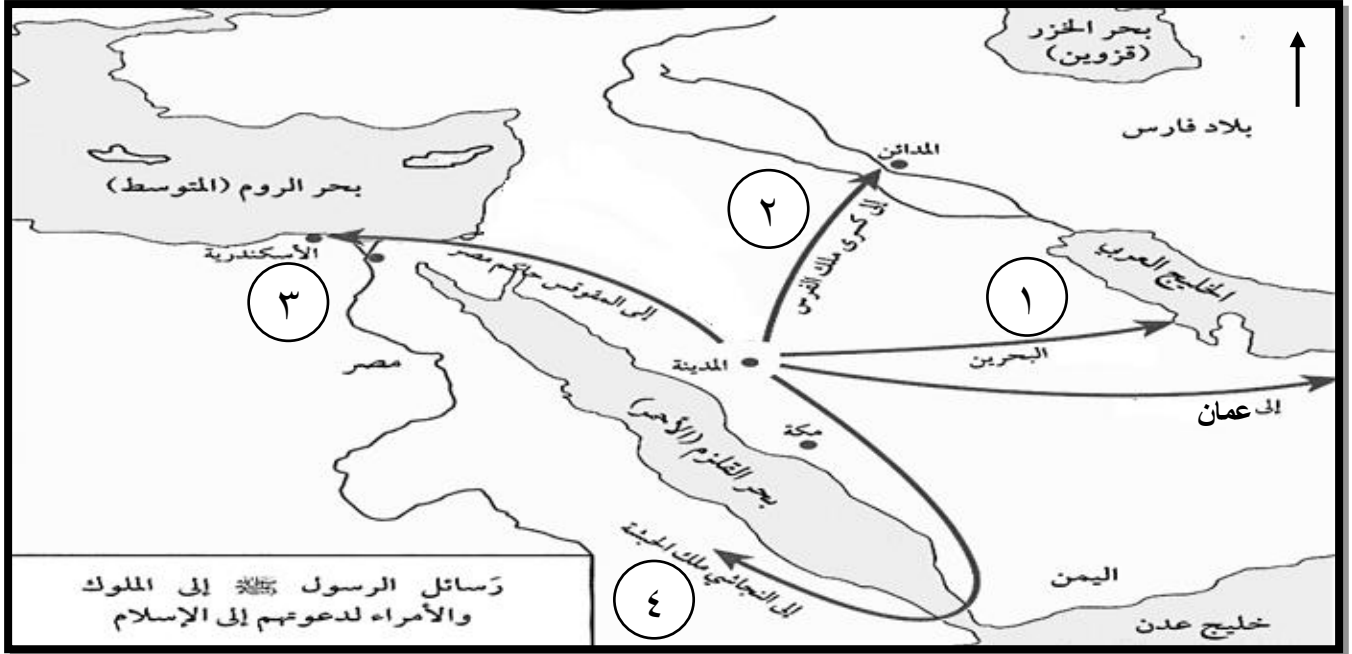 بحر الخزر
(قزوين)
بلاد فارس
المدائن
بحر الروم (المتوسط)
٢
إلى كسرى ملك الفرس
الأسكندرية
إلى المقوقس حاكم مصر
٣
الخليج العربي
١
البحرين
المدينة
مصر
إلى عمان
مكة
بحر القلزم (الأحمر)
إلى النجاشي ملك الحبشة
٤
اليمن
خليج عدن
رَسائل الرسول ﷺ إلى الملوك
والأمراء لدعوتهم إلى الإسلام